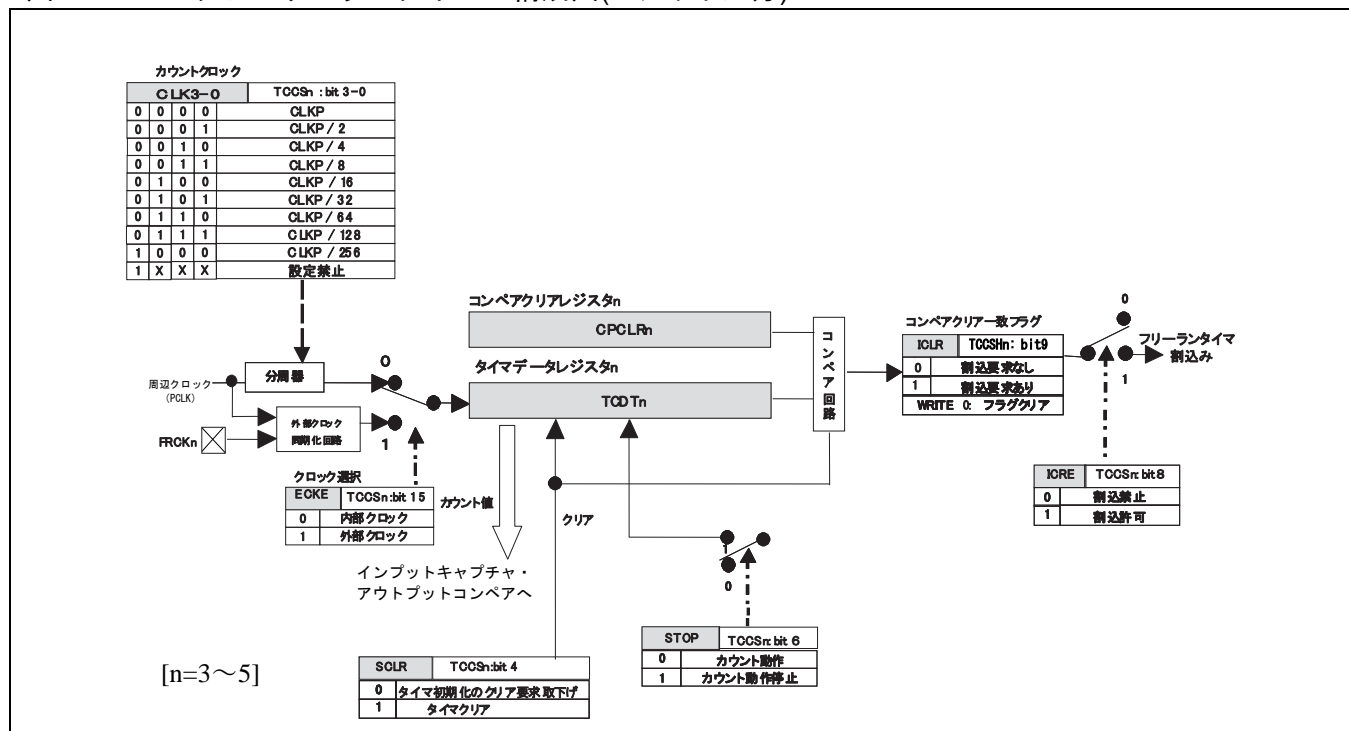 カウントクロック
CLK3-0 TCCSn :bit 3-0
0 0 0 0 CLKP
0 0 0 1 CLKP / 2
0 0 1 0 CLKP / 4
0 0 1 1 CLKP / 8
0 1 0 0 CLKP / 16
0 1 0 1 CLKP / 32
0 1 1 0 CLKP / 64
0 1 1 1 CLKP / 128
1 0 0 0 CLKP / 256
1 X X X 設定禁止
周辺クロック
(PCLK)
分周器
外部クロック
同期化回路
FRCKn
0
1
クロック選択
ECKE TCCSn:bit 15
0 内部クロック
1 外部クロック
コンペアクリアレジスタn
CPCLRn
タイマデータレジスタn
TCDTn
コンペア回路
カウント値
クリア
インプットキャプチャ・
アウトプットコンペアへ
コンペアクリア一致フラグ
ICLR TCCSHn: bit9
0 割込要求なし
1 割込要求あり
WRITE 0: フラグクリア
0
1
フリーランタイマ
割込み
ICRE TCCSn: bit8
0 割込禁止
1 割込許可
1
0
STOP TCCSn: bit 6
0 カウント動作
1 カウント動作停止
SCLR TCCSn:bit 4
0 タイマ初期化のクリア要求取下げ
1 タイマクリア
[n=3～5]